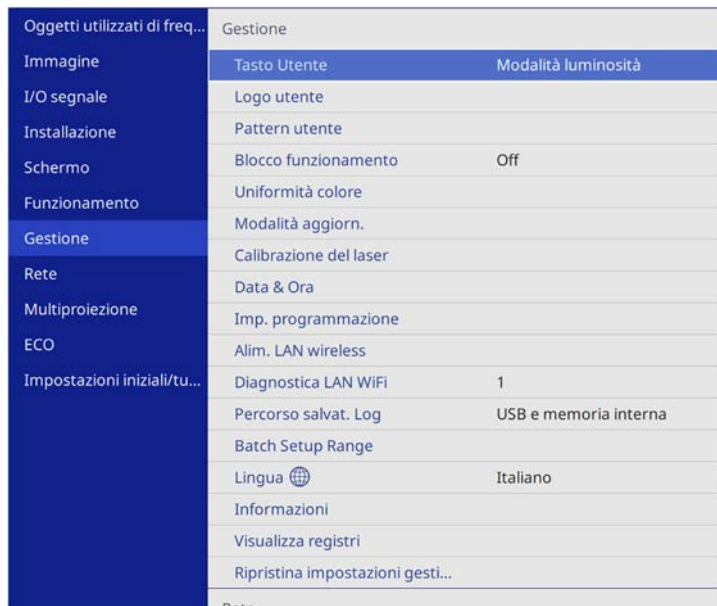 Oggetti utilizzati di freq...
Immagine
I/O segnale
Installazione
Schermo
Funzionamento
Gestione
Rete
Multiproiezione
ECO
Impostazioni iniziali/tu...
Gestione
Tasto Utente Modalità luminosità
Logo utente
Pattern utente
Blocco funzionamento Off
Uniformità colore
Modalità aggiorn.
Calibrazione del laser
Data & Ora
Imp. programmazione
Alim. LAN wireless
Diagnostica LAN WiFi 1
Percorso salvat. Log USB e memoria interna
Batch Setup Range
Lingua Italiano
Informazioni
Visualizza registri
Ripristina impostazioni gesti...